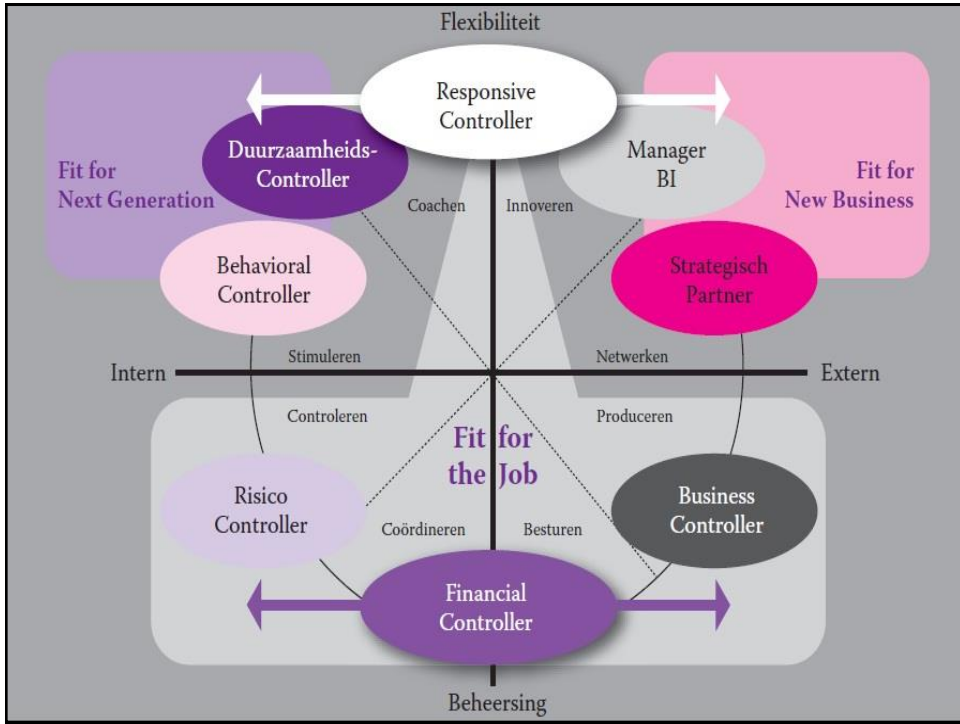 Flexibiliteit
Responsive
Controller
Duurzaamheids-
Controller
Manager
BI
Fit for
Next Generation
Fit for
New Business
Coachen
Innoveren
Behavioral
Controller
Strategisch
Partner
Stimuleren
Netwerken
Intern
Extern
Controleren
Produceren
Fit for
the Job
Risico
Controller
Business
Controller
Coördineren
Besturen
Financial
Controller
Beheersing